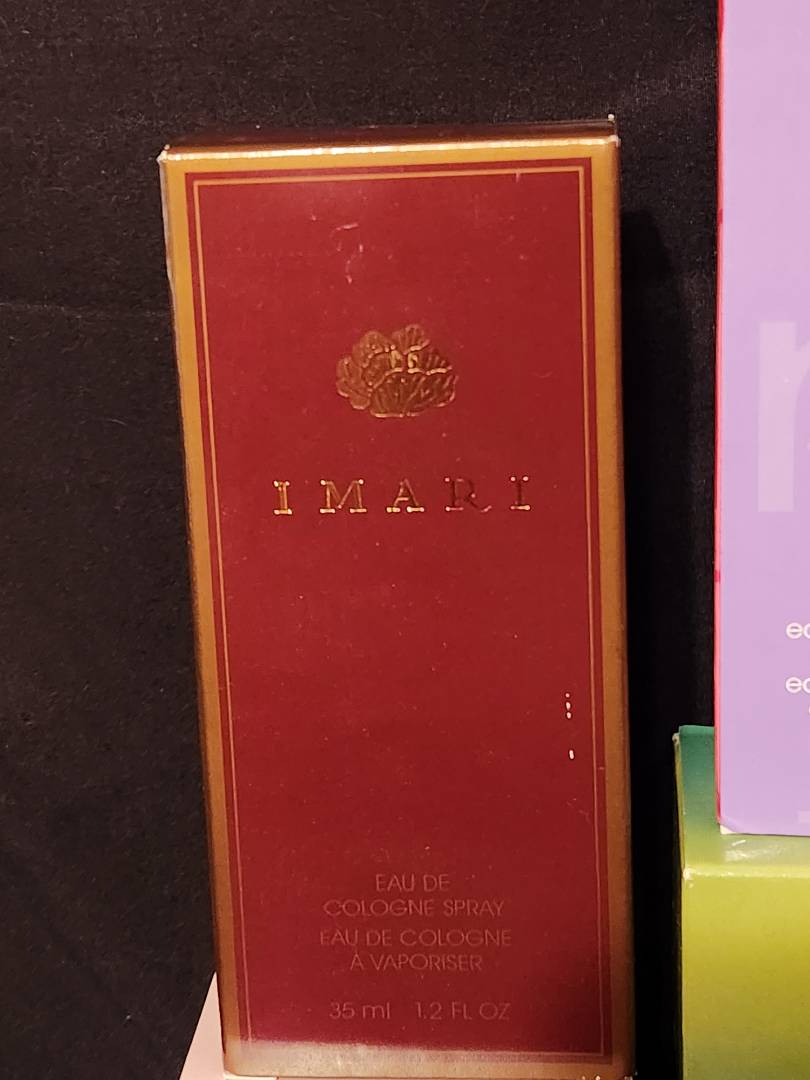 IMARI
EAU DE
COLOGNE SPRAY
EAU DE COLOGNE
À VAPORISER
35 ml 1.2 FL OZ